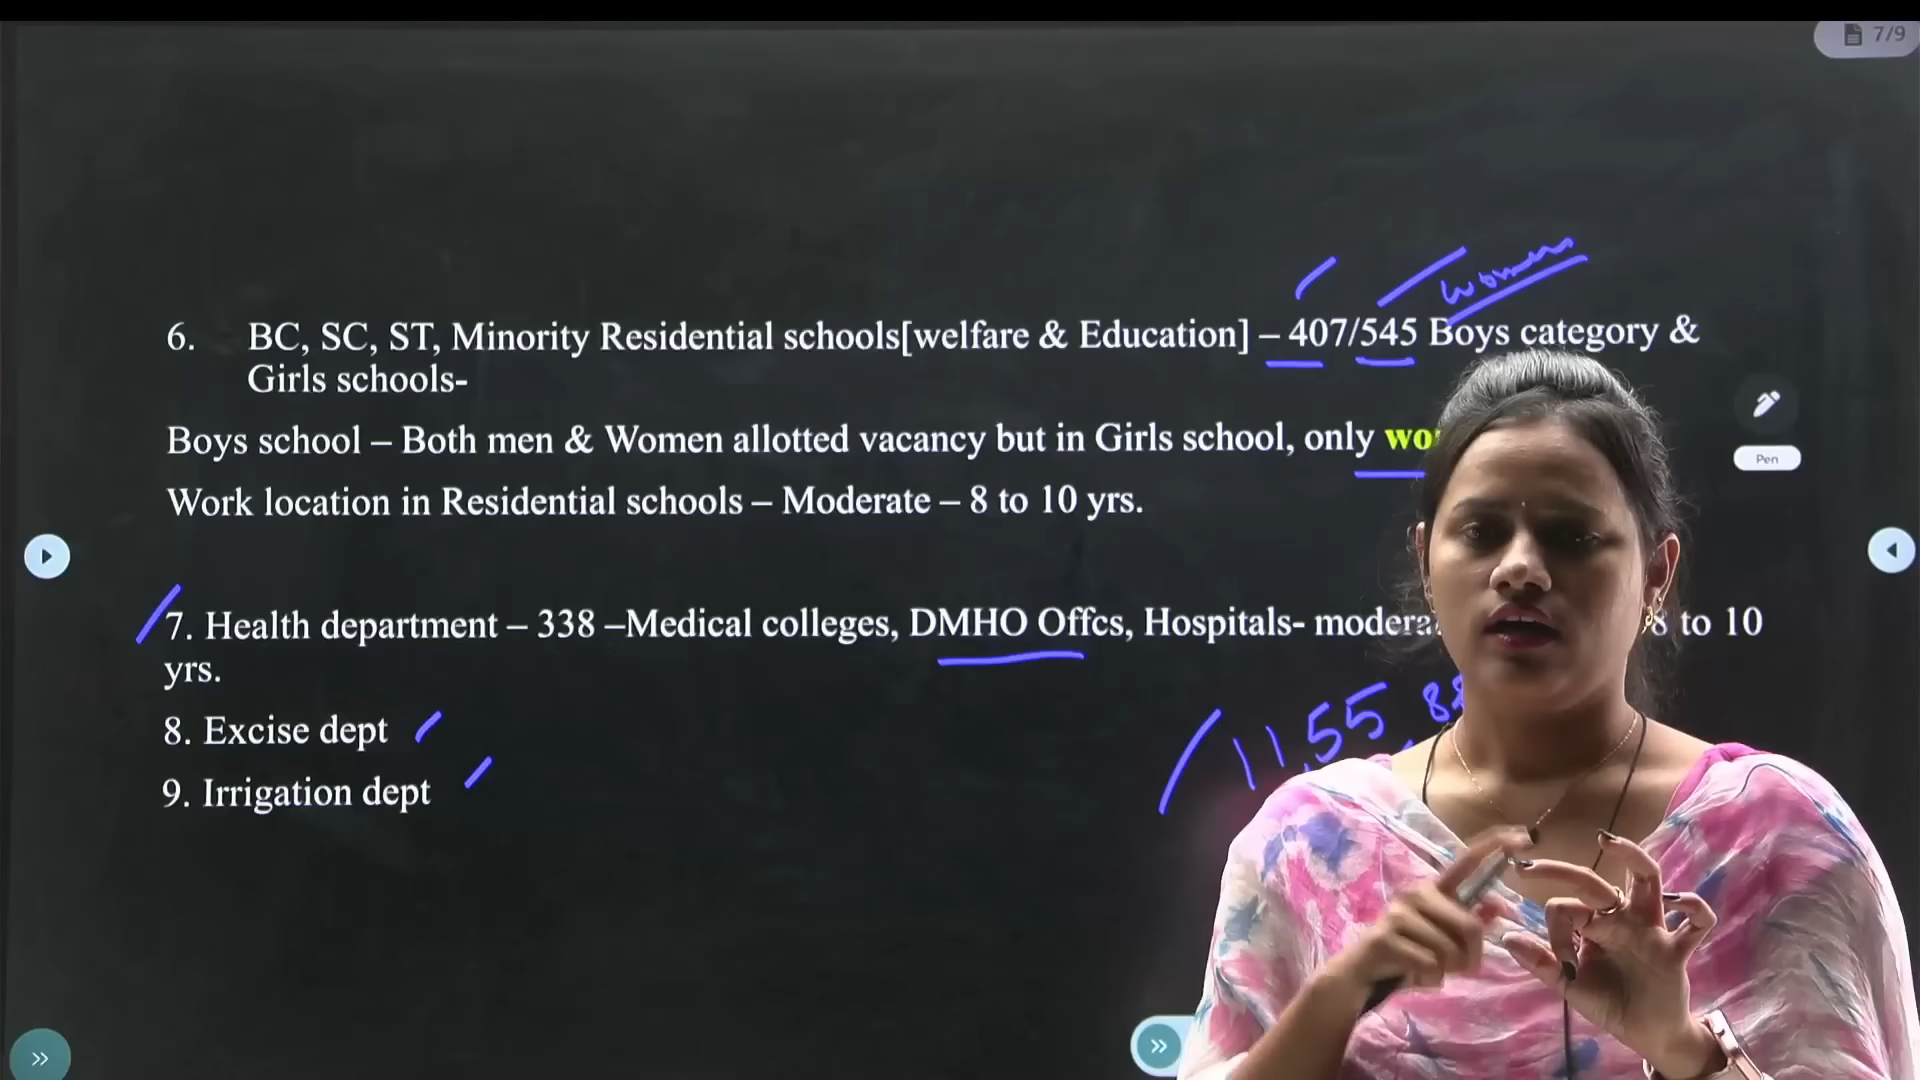 7/9
women
6. BC, SC, ST, Minority Residential schools[welfare & Education] – 407/545 Boys category &
Girls schools-
Boys school – Both men & Women allotted vacancy but in Girls school, only
Pen
Work location in Residential schools – Moderate – 8 to 10 yrs.
7. Health department – 338 –Medical colleges, DMHO Offcs, Hospitals- 8 to 10
yrs.
11,55
8. Excise dept
9. Irrigation dept